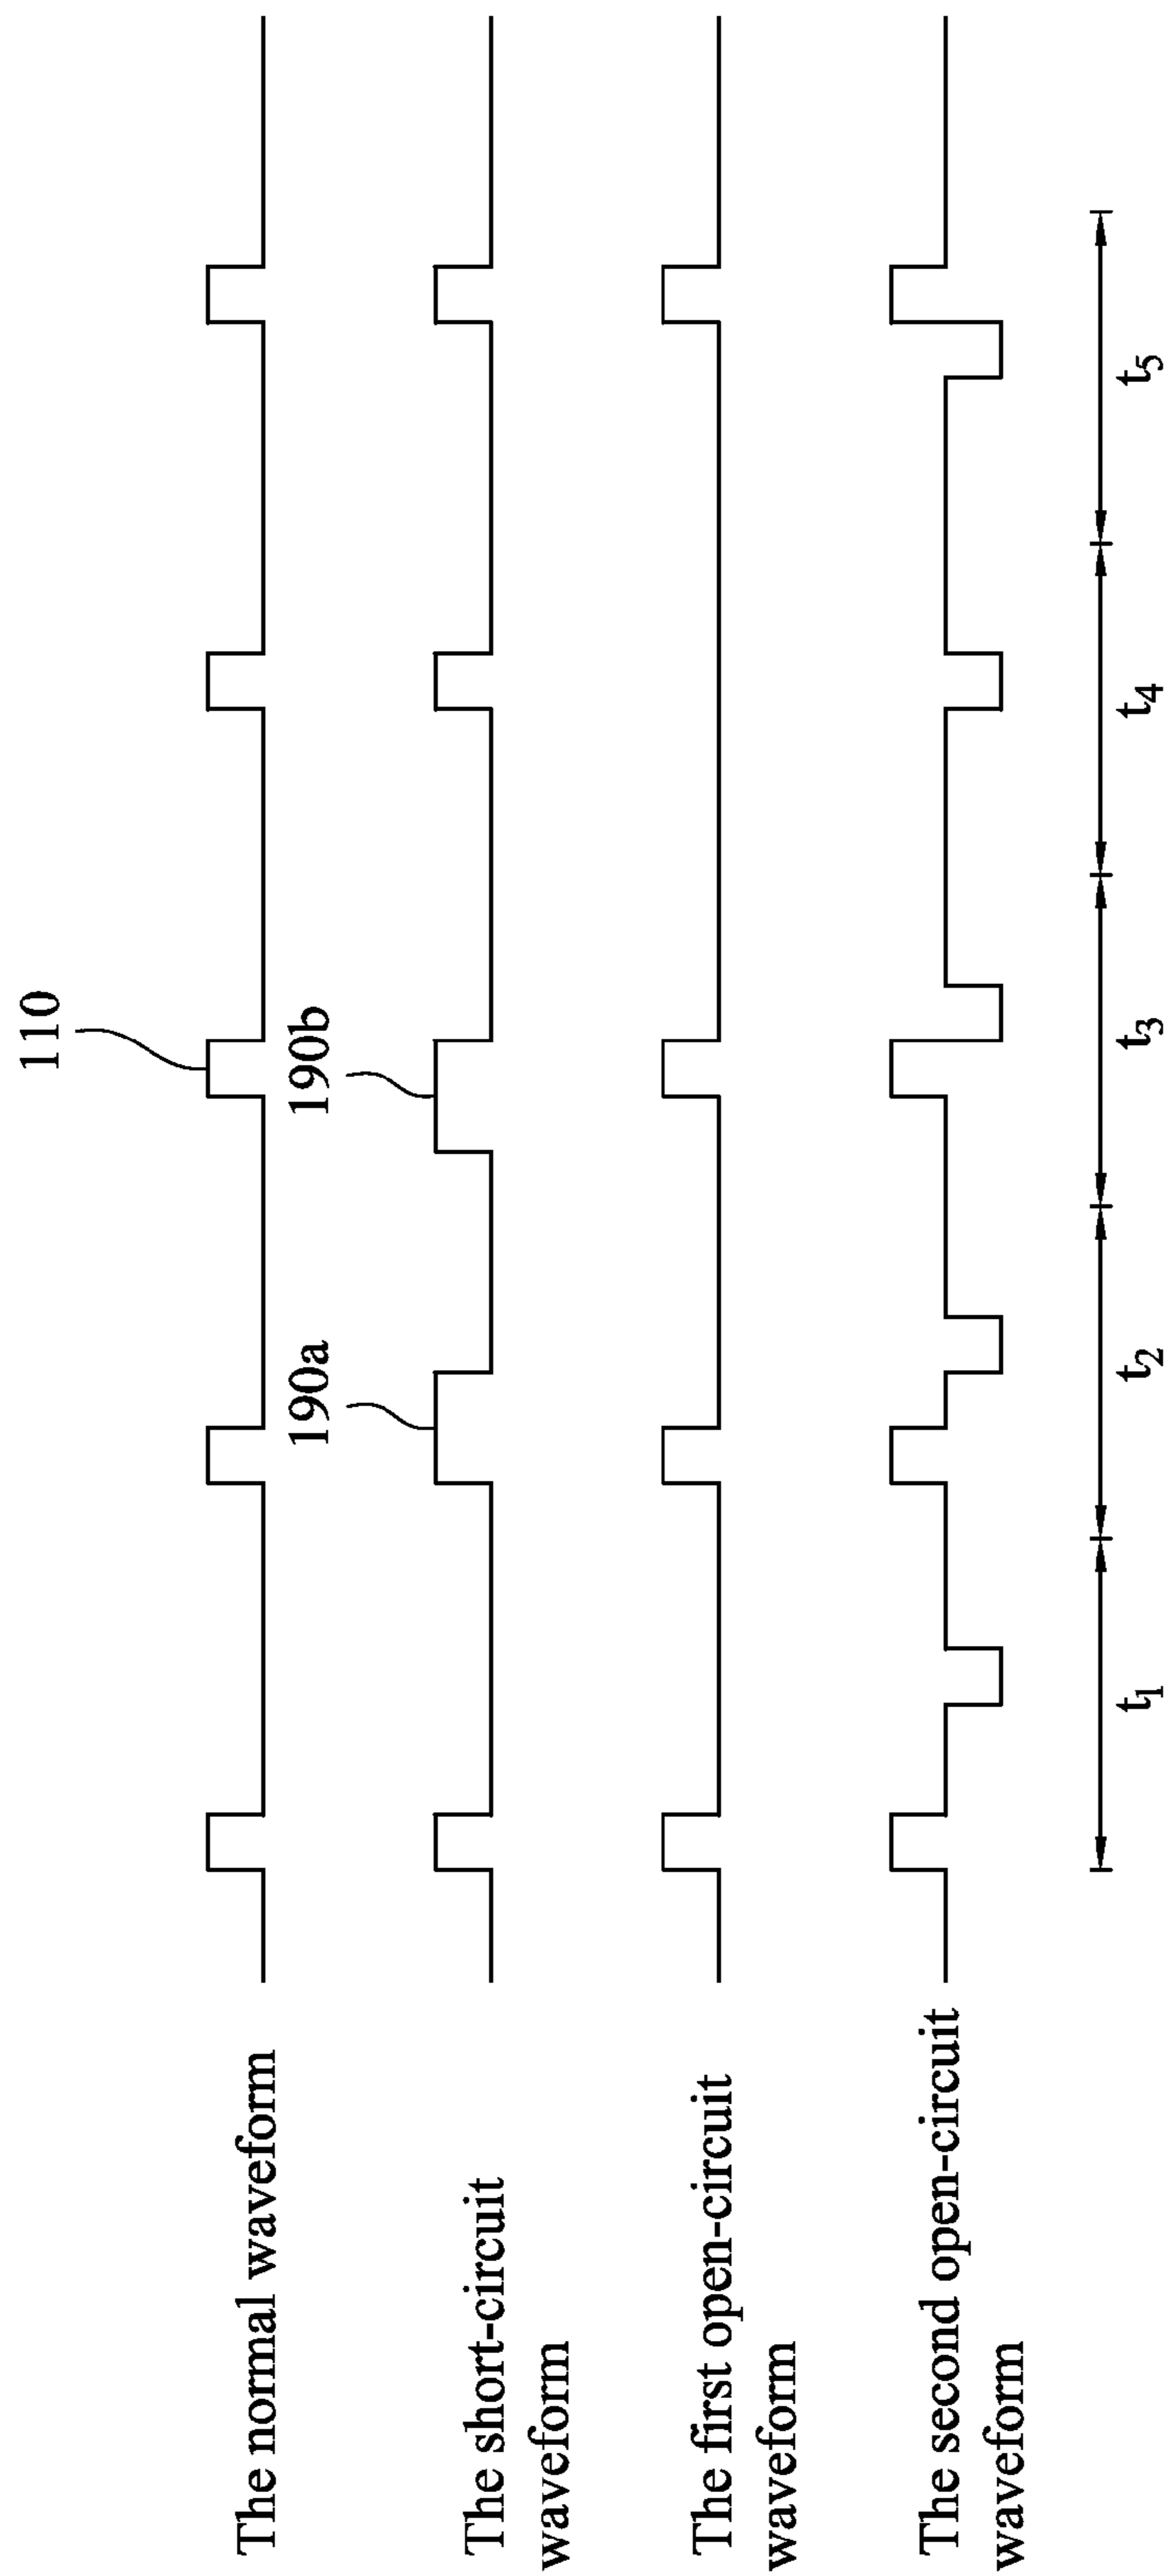 110
The normal waveform
190a
190b
The short-circuit
waveform
The first open-circuit
waveform
The second open-circuit
waveform
t1 t2 t3 t4 t5